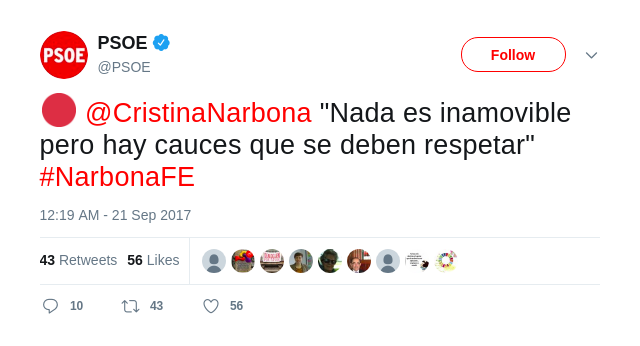 PSOE
PSOE
@PSOE
Follow
@CristinaNarbona "Nada es inamovible
pero hay cauces que se deben respetar"
#NarbonaFE
12:19 AM - 21 Sep 2017
43 Retweets 56 Likes
10 43 56